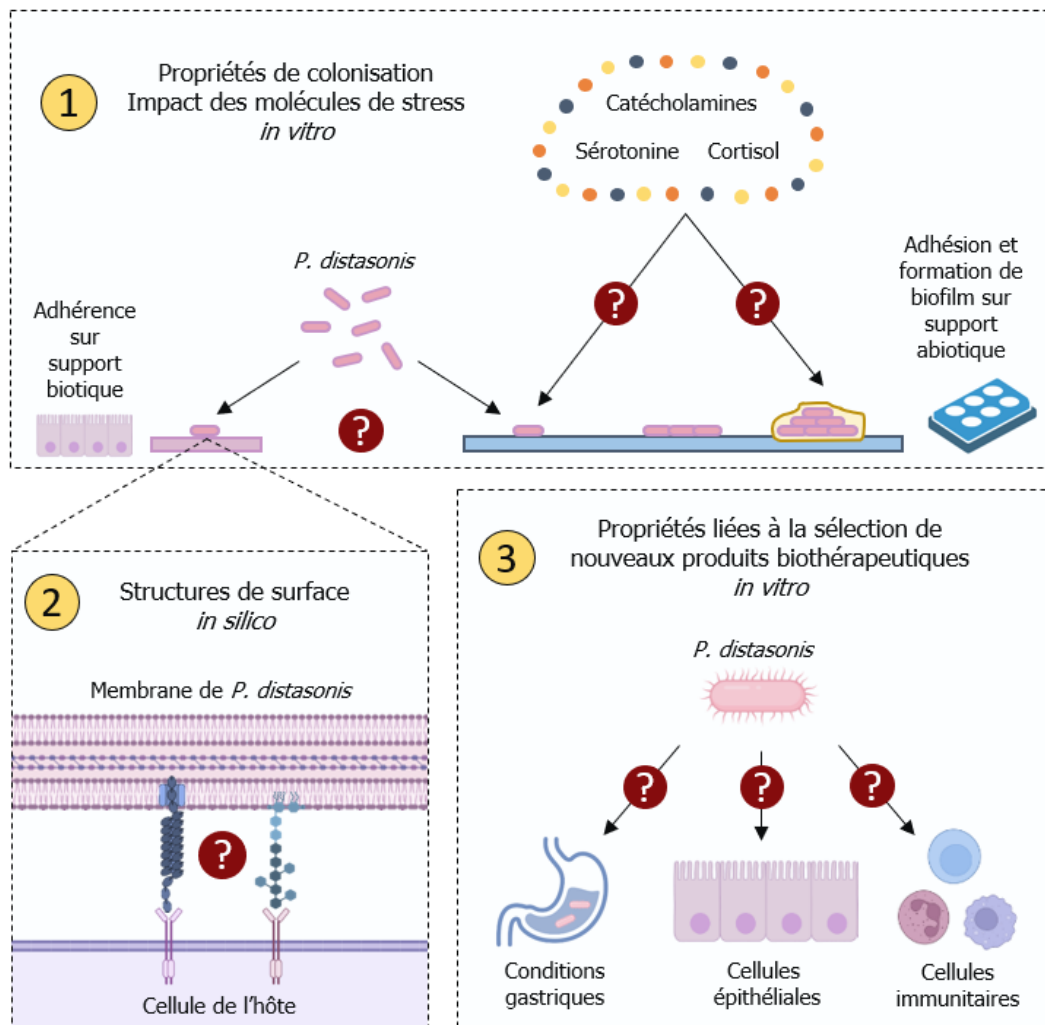 1
Propriétés de colonisation
Impact des molécules de stress
in vitro
Catécholamines
Sérotonine Cortisol
P. distasonis
Adhérence
sur
support
biotique
?
?
?
Adhésion et
formation de
biofilm sur
support
abiotique
2
Structures de surface
in silico
Membrane de P. distasonis
?
Cellule de l'hôte
3
Propriétés liées à la sélection de
nouveaux produits biothérapeutiques
in vitro
P. distasonis
?
?
?
Conditions
gastriques
Cellules
épithéliales
Cellules
immunitaires